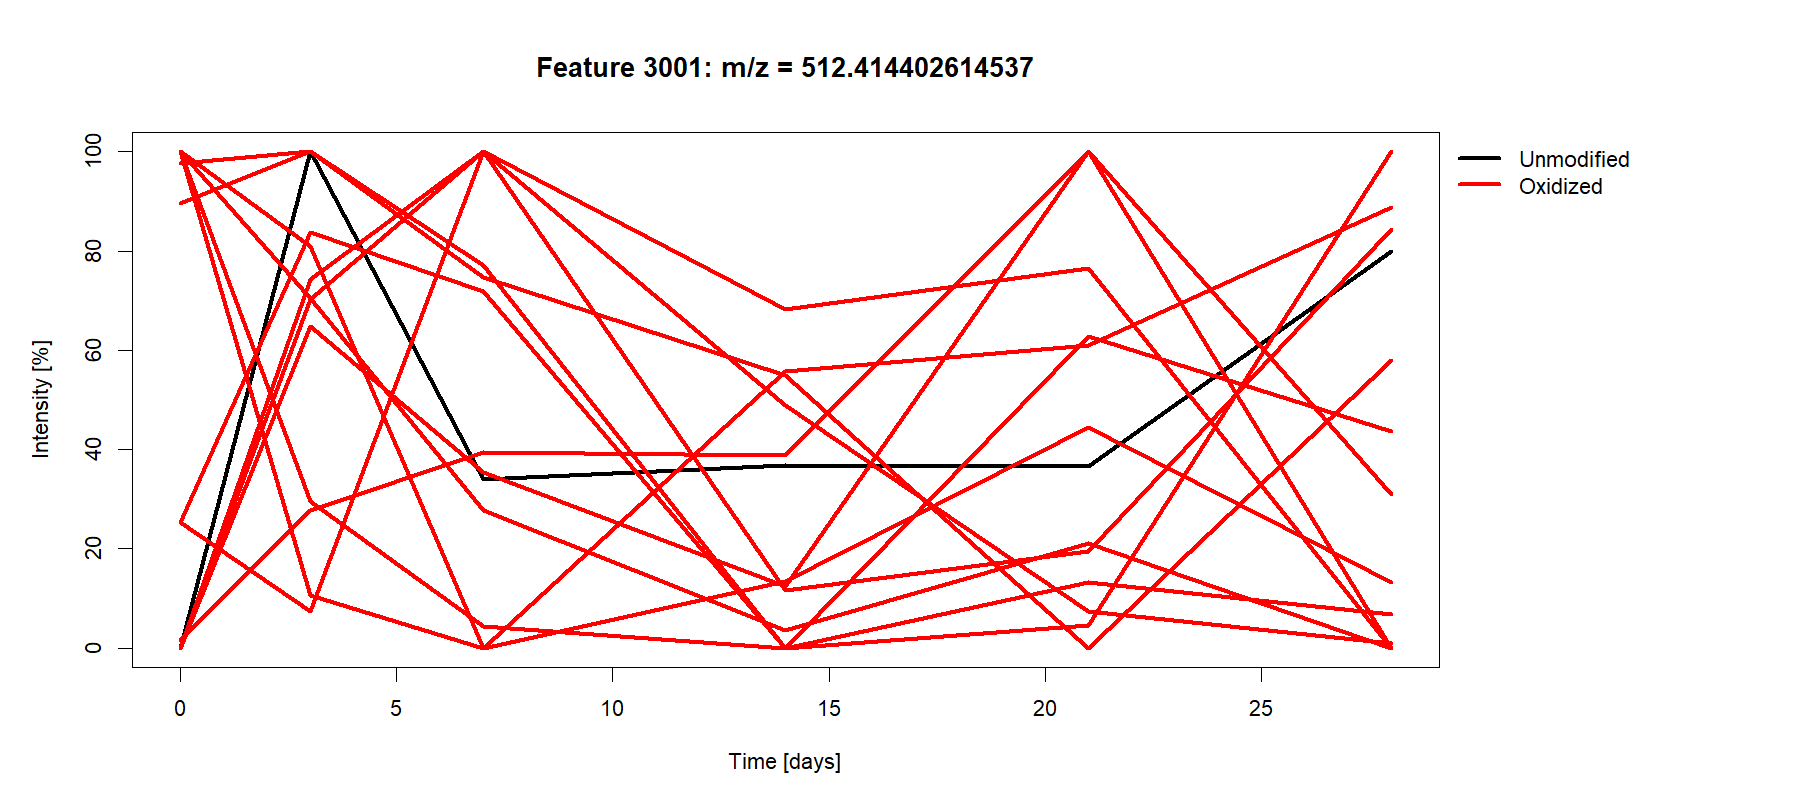 Feature 3001: m/z = 512.414402614537
Unmodified
Oxidized
Intensity [%]
100
80
60
40
20
0
0 5 10 15 20 25
Time [days]